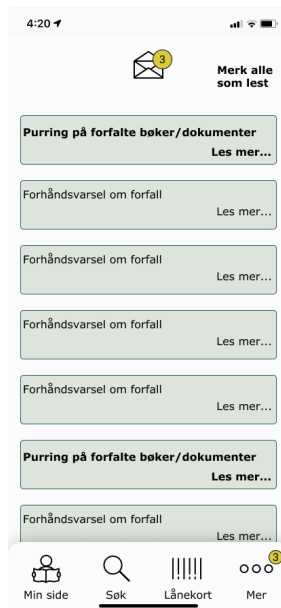 4:20
3
Merk alle
som lest
Purring på forfalte bøker/dokumenter
Les mer...
Forhåndsvarsel om forfall
Les mer...
Forhåndsvarsel om forfall
Les mer...
Forhåndsvarsel om forfall
Les mer...
Forhåndsvarsel om forfall
Les mer...
Purring på forfalte bøker/dokumenter
Les mer...
Forhåndsvarsel om forfall
Les mer...
3
Min side Søk Lånekort Mer